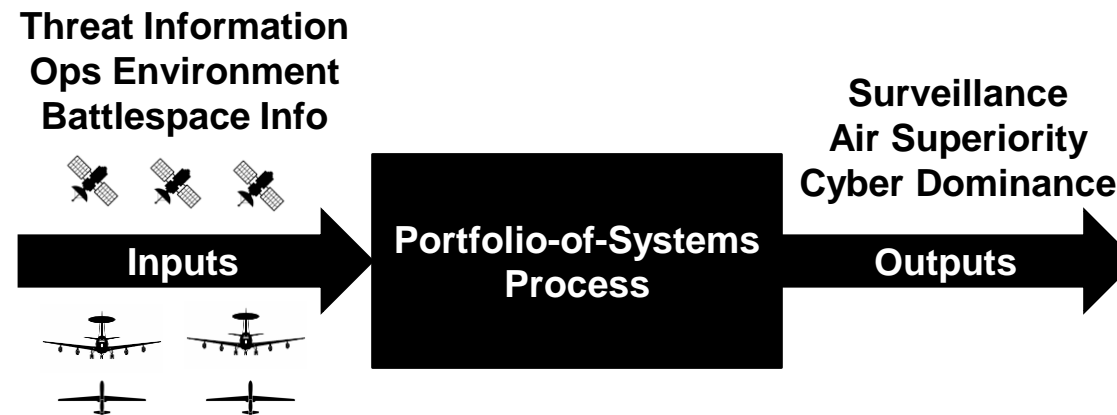 Threat Information
Ops Environment
Battlespace Info
Inputs
Portfolio-of-Systems
Process
Surveillance
Air Superiority
Cyber Dominance
Outputs